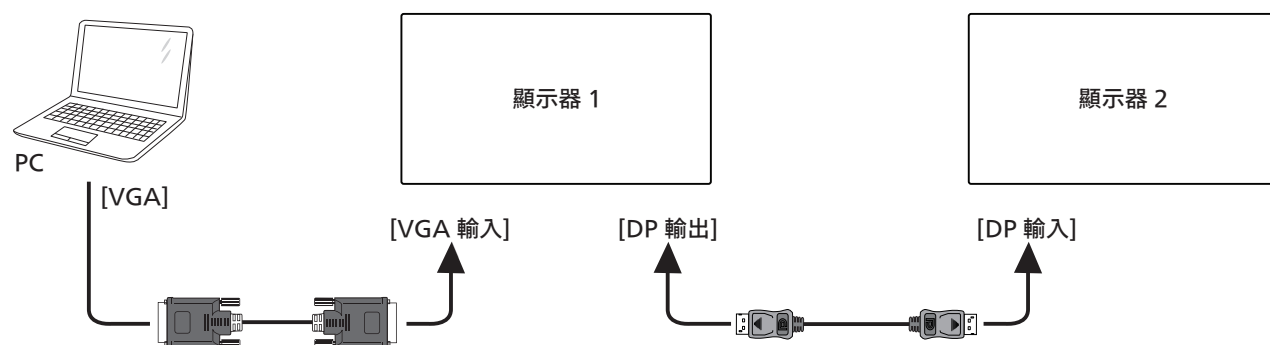 顯示器 1
顯示器 2
PC
[VGA]
[VGA 輸入]
[DP 輸出]
[DP 輸入]